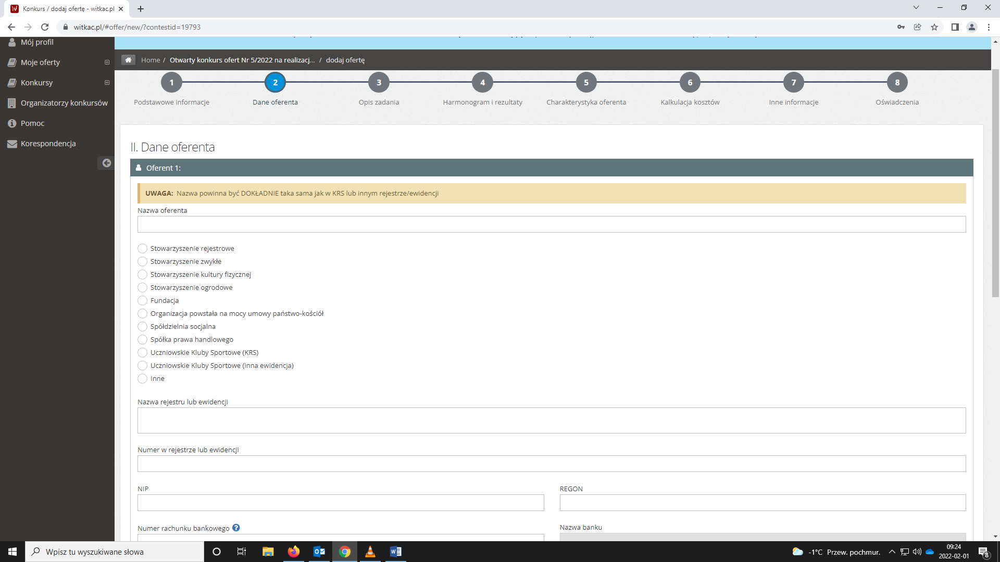 Konkurs / dodaj ofertę - witkac.pl
witkac.pl/#offer/new/?contestid=19793
Mój profil
Moje oferty
Konkursy
Organizatorzy konkursów
Pomoc
Korespondencja
Home / Otwarty konkurs ofert Nr 5/2022 na realizacj... / dodaj ofertę
1 2 3 4 5 6 7 8
Podstawowe informacje Dane oferenta Opis zadania Harmonogram i rezultaty Charakterystyka oferenta Kalkulacja kosztów Inne informacje Oświadczenia
II. Dane oferenta
Oferent 1:
UWAGA: Nazwa powinna być DOKŁADNIE taka sama jak w KRS lub innym rejestrze/ewidencji
Nazwa oferenta
Stowarzyszenie rejestrowe
Stowarzyszenie zwykłe
Stowarzyszenie kultury fizycznej
Stowarzyszenie ogrodowe
Fundacja
Organizacja powstała na mocy umowy państwo-kościół
Spółdzielnia socjalna
Spółka prawa handlowego
Uczniowskie Kluby Sportowe (KRS)
Uczniowskie Kluby Sportowe (inna ewidencja)
Inne
Nazwa rejestru lub ewidencji
Numer w rejestrze lub ewidencji
NIP REGON
Numer rachunku bankowego ? Nazwa banku
Wpisz tu wyszukiwane słowa
-1°C Przew. pochmur.
09:24
2022-02-01
8